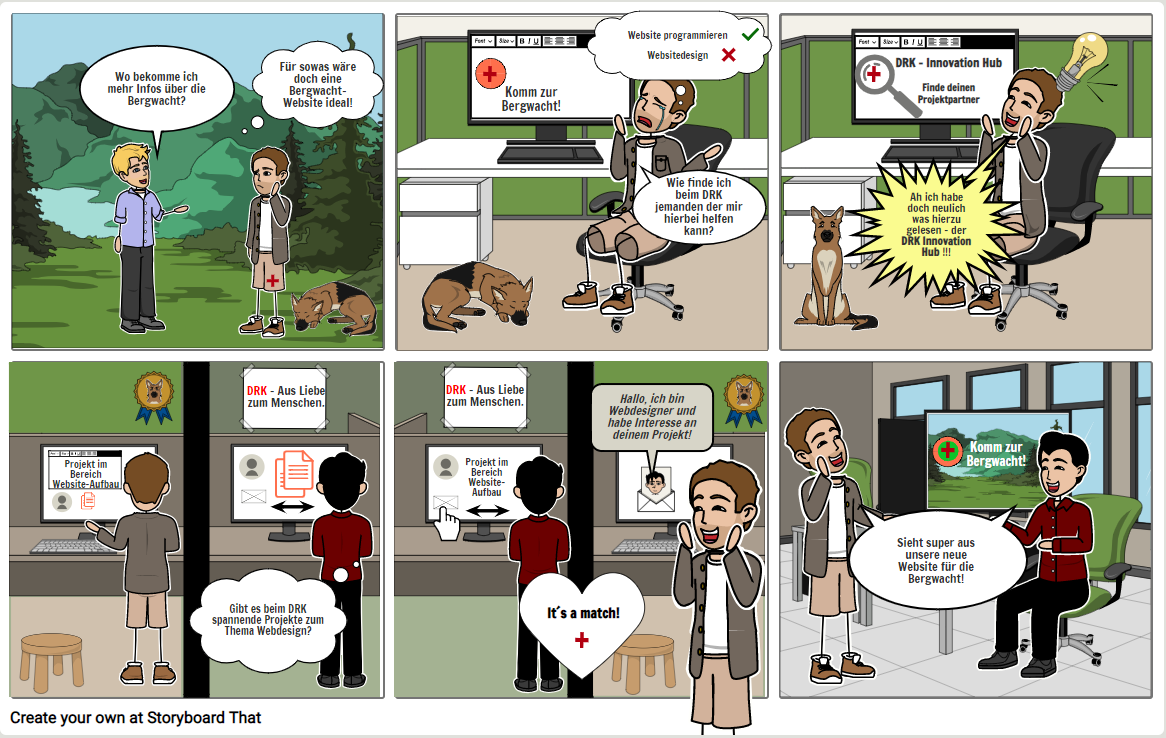 Wo bekomme ich
mehr Infos über die
Bergwacht?
Für sowas wäre
doch eine
Bergwacht-
Website ideal!
Font
Size
B I U
Komm zur
Bergwacht!
Website programmieren
Websitedesign
Wie finde ich
beim DRK
jemanden der mir
hierbei helfen
kann?
Font
Size
B I U
DRK - Innovation Hub
Finde deinen
Projektpartner
Ah ich habe
doch neulich
was hierzu
gelesen - der
DRK Innovation
Hub !!!
Projekt im
Bereich
Website-Aufbau
DRK - Aus Liebe
zum Menschen.
Gibt es beim DRK
spannende Projekte zum
Thema Webdesign?
DRK - Aus Liebe
zum Menschen.
Projekt im
Bereich
Website-
Aufbau
Hallo, ich bin
Webdesigner und
habe Interesse an
deinem Projekt!
It´s a match!
Komm zur
Bergwacht!
Sieht super aus
unsere neue
Website für die
Bergwacht!
Create your own at Storyboard That